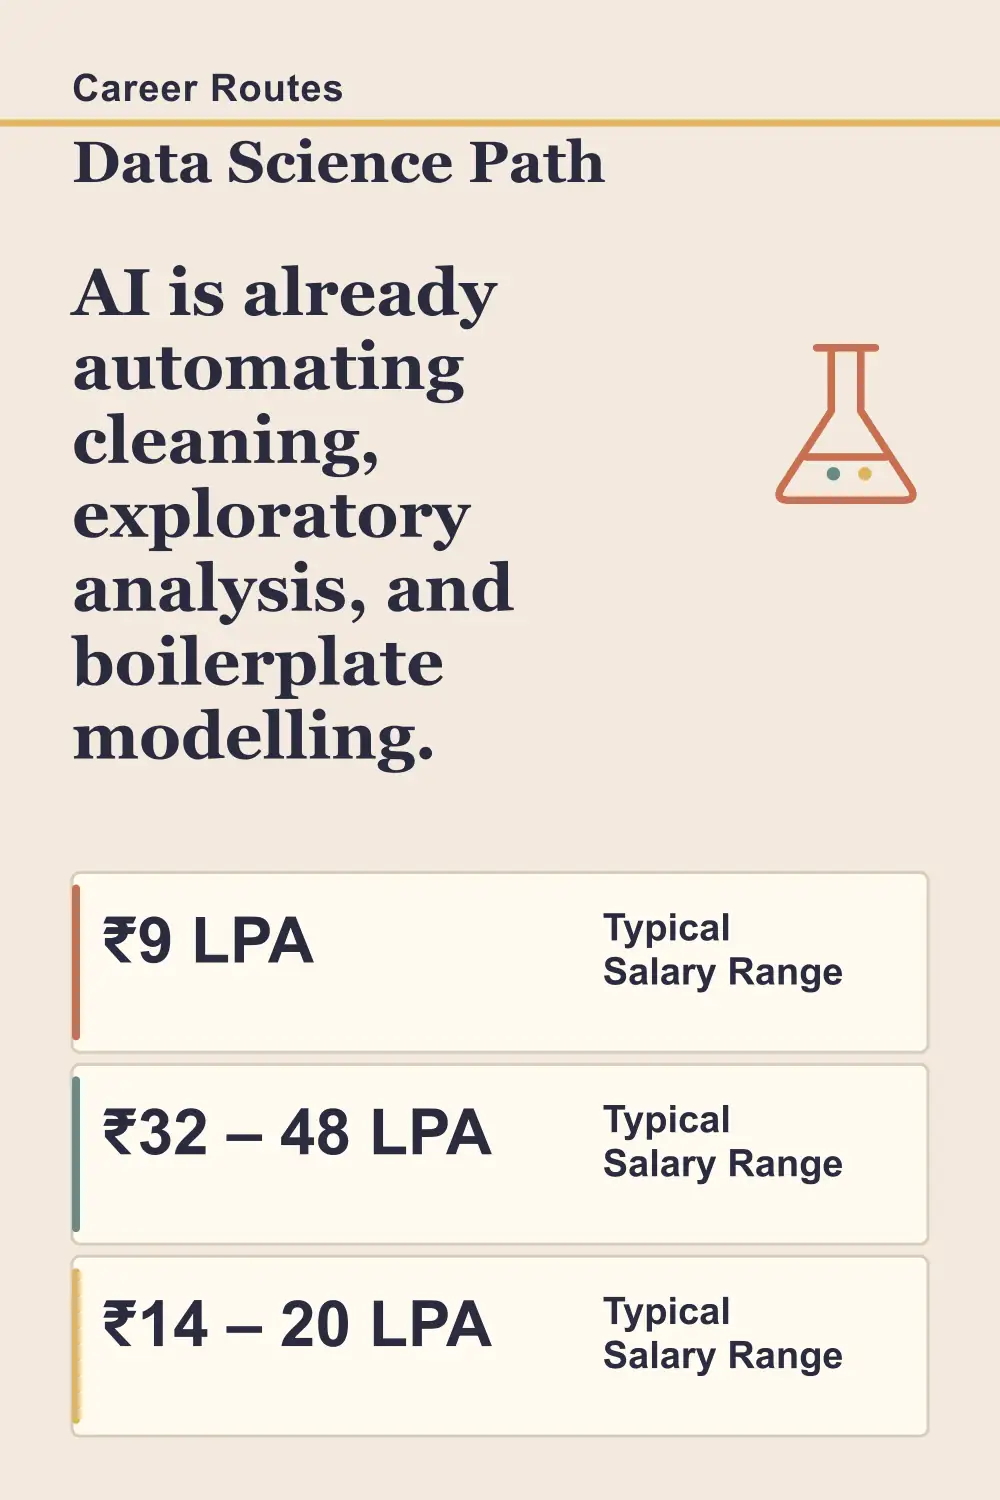 Career Routes
Data Science Path
AI is already
automating
cleaning,
exploratory
analysis, and
boilerplate
modelling.
₹9 LPA
Typical
Salary Range
₹32 – 48 LPA
Typical
Salary Range
₹14 – 20 LPA
Typical
Salary Range